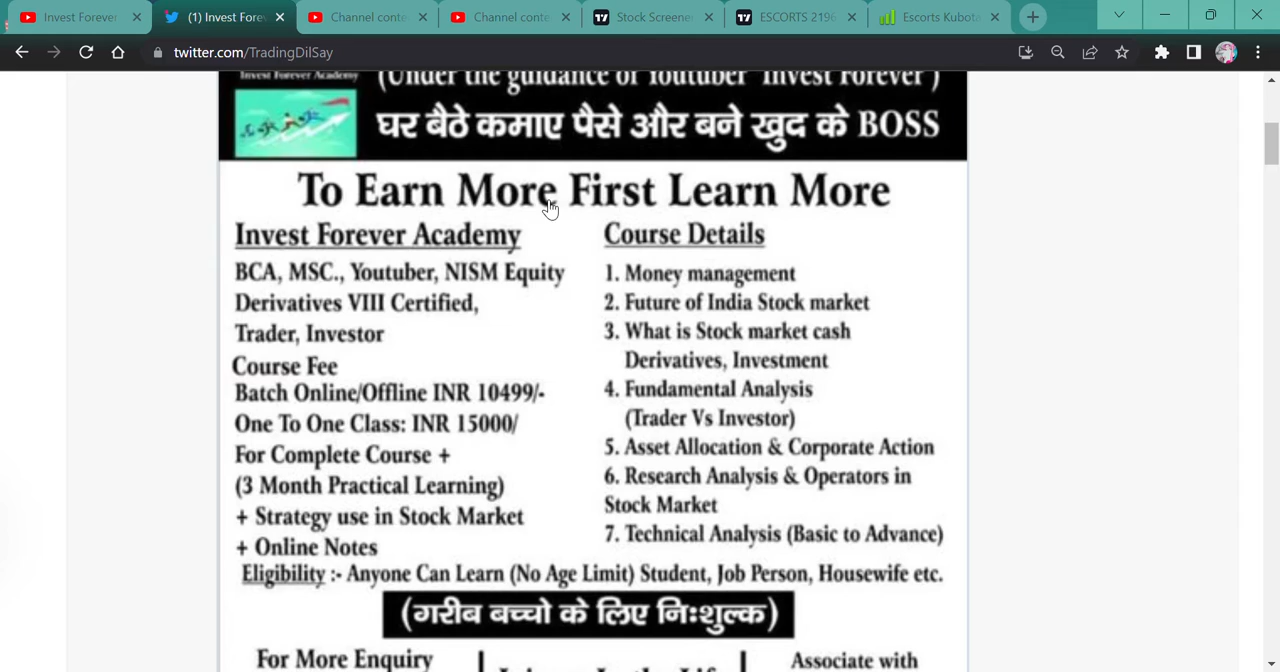 Invest Forever
(1) Invest Fore
Channel conte
Channel conte
Stock Screene
ESCORTS 219
Escorts Kubot
twitter.com/TradingDilSay
Invest Forever Academy
(Under the guidance of Youtuber "Invest Forever")
घर बैठे कमाए पैसे और बने खुद के BOSS
To Earn More First Learn More
Invest Forever Academy
BCA, MSC., Youtuber, NISM Equity
Derivatives VIII Certified,
Trader, Investor
Course Fee
Batch Online/Offline INR 10499/-
One To One Class: INR 15000/
For Complete Course +
(3 Month Practical Learning)
+ Strategy use in Stock Market
+ Online Notes
Course Details
1. Money management
2. Future of India Stock market
3. What is Stock market cash
Derivatives, Investment
4. Fundamental Analysis
(Trader Vs Investor)
5. Asset Allocation & Corporate Action
6. Research Analysis & Operators in
Stock Market
7. Technical Analysis (Basic to Advance)
Eligibility :- Anyone Can Learn (No Age Limit) Student, Job Person, Housewife etc.
(गरीब बच्चो के लिए निःशुल्क)
For More Enquiry
Associate with